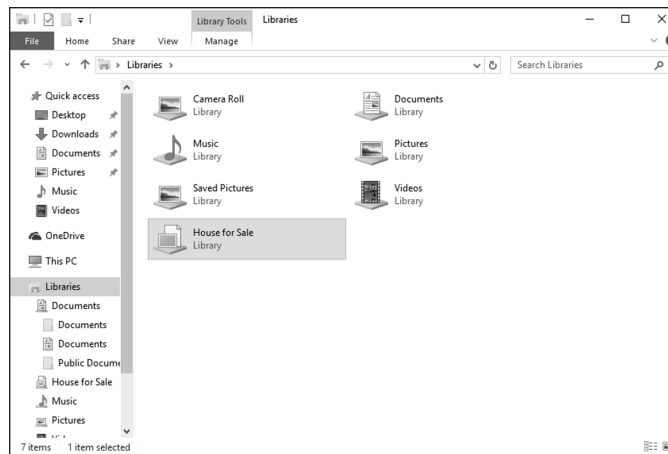 Library Tools Libraries
File Home Share View Manage
Libraries Search Libraries
Quick access
Desktop
Downloads
Documents
Pictures
Music
Videos
OneDrive
This PC
Libraries
Documents
Documents
Documents
Public Docume
House for Sale
Music
Pictures
Camera Roll
Library
Documents
Library
Music
Library
Pictures
Library
Saved Pictures
Library
Videos
Library
House for Sale
Library
7 items 1 item selected